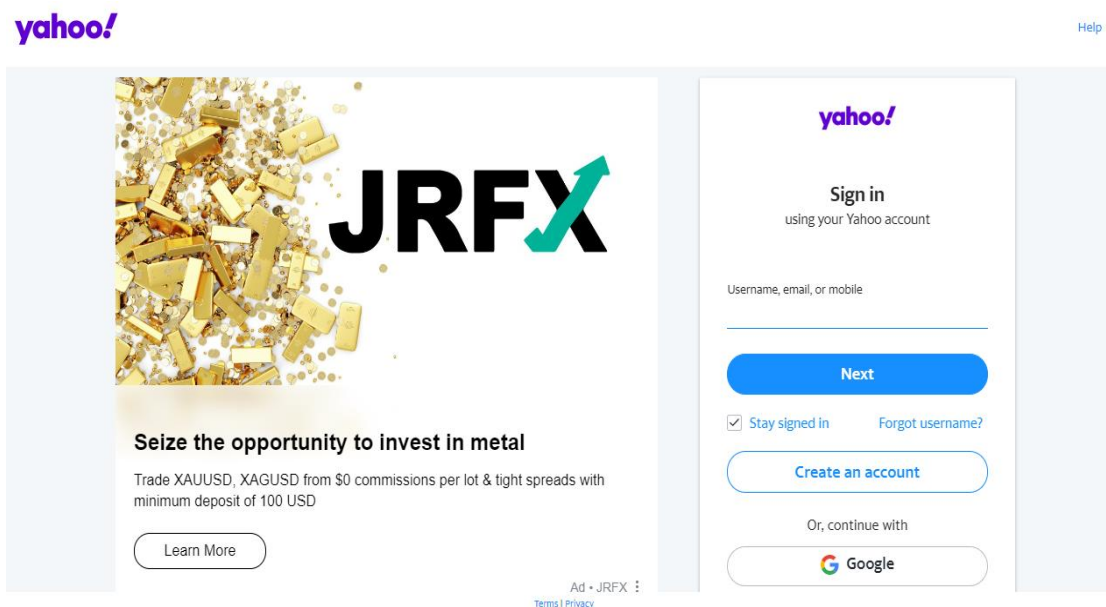 yahoo!
Help
JRFX
Seize the opportunity to invest in metal
Trade XAUUSD, XAGUSD from $0 commissions per lot & tight spreads with
minimum deposit of 100 USD
Learn More
Ad • JRFX
yahoo!
Sign in
using your Yahoo account
Username, email, or mobile
Next
Stay signed in
Forgot username?
Create an account
Or, continue with
Google
Terms | Privacy